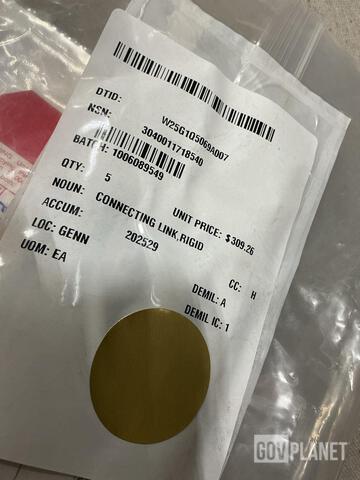 DTID: W25G1Q5069A007
NSN: 3040011718540
BATCH: 1006089549
QTY: 5 UNIT PRICE: $ 309.26
NOUN: CONNECTING LINK,RIGID
ACCUM: 202529 CC: H
LOC: GENN DEMIL: A
UOM: EA DEMIL IC: 1
GOVPLANET